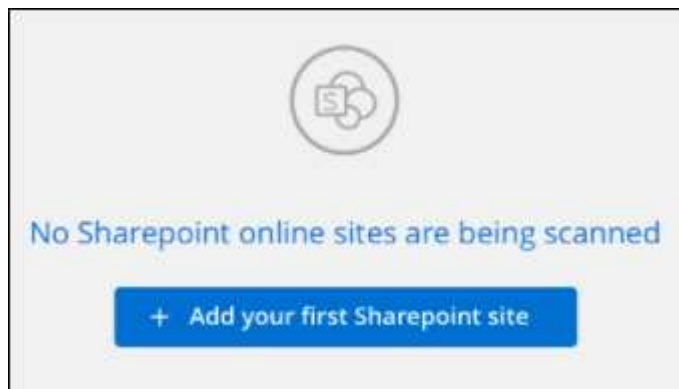 S
No Sharepoint online sites are being scanned
+ Add your first Sharepoint site